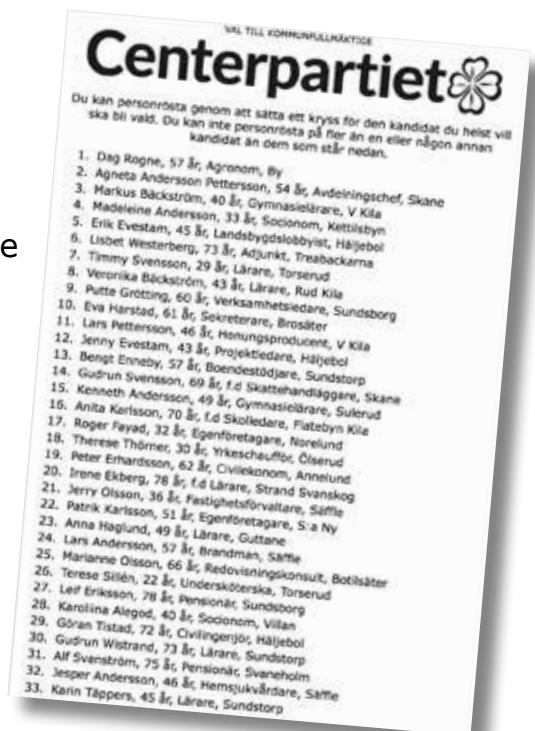 VAL TILL KOMMUNFULLMÄKTIGE
Centerpartiet
Du kan personrösta genom att sätta ett kryss för den kandidat du helst vill
ska bli vald. Du kan inte personrösta på fler än en eller någon annan
kandidat än dem som står nedan.
1. Dag Rogne, 57 år, Agronom, By
2. Agneta Andersson Pettersson, 54 år, Avdelningschef, Skane
3. Markus Bäckström, 40 år, Gymnasielärare, V Kila
4. Madeleine Andersson, 33 år, Socionom, Kettilsbyn
5. Erik Evestam, 45 år, Landsbygdslobbyist, Häljebol
e
6. Lisbet Westerberg, 73 år, Adjunkt, Treabackarna
7. Timmy Svensson, 29 år, Lärare, Torserud
8. Veronika Bäckström, 43 år, Lärare, Rud Kila
9. Putte Grötting, 60 år, Verksamhetsledare, Sundsborg
10. Eva Harstad, 61 år, Sekreterare, Brosäter
11. Lars Pettersson, 46 år, Honungsproducent, V Kila
12. Jenny Evestam, 43 år, Projektledare, Häljebol
13. Bengt Enneby, 57 år, Boendestödjare, Sundstorp
14. Gudrun Svensson, 69 år, f.d Skattehandläggare, Skane
15. Kenneth Andersson, 49 år, Gymnasielärare, Sulerud
16. Anita Karlsson, 70 år, f.d Skolledare, Flatebyn Kila
17. Roger Fayad, 32 år, Egenföretagare, Norelund
18. Therese Thörner, 30 år, Yrkeschaufför, Ölserud
19. Peter Erhardsson, 62 år, Civilekonom, Annelund
20. Irene Ekberg, 78 år, f.d Lärare, Strand Svanskog
21. Jerry Olsson, 36 år, Fastighetsförvaltare, Säffle
22. Patrik Karlsson, 51 år, Egenföretagare, S:a Ny
23. Anna Haglund, 49 år, Lärare, Guttane
24. Lars Andersson, 57 år, Brandman, Säffle
25. Marianne Olsson, 66 år, Redovisningskonsult, Botilsäter
26. Terese Sillén, 22 år, Undersköterska, Torserud
27. Leif Eriksson, 78 år, Pensionär, Sundsborg
28. Karolina Alegod, 40 år, Socionom, Villan
29. Göran Tistad, 72 år, Civilingenjör, Häljebol
30. Gudrun Wistrand, 73 år, Lärare, Sundstorp
31. Alf Svanström, 75 år, Pensionär, Svaneholm
32. Jesper Andersson, 46 år, Hemsjukvårdare, Säffle
33. Karin Täppers, 45 år, Lärare, Sundstorp